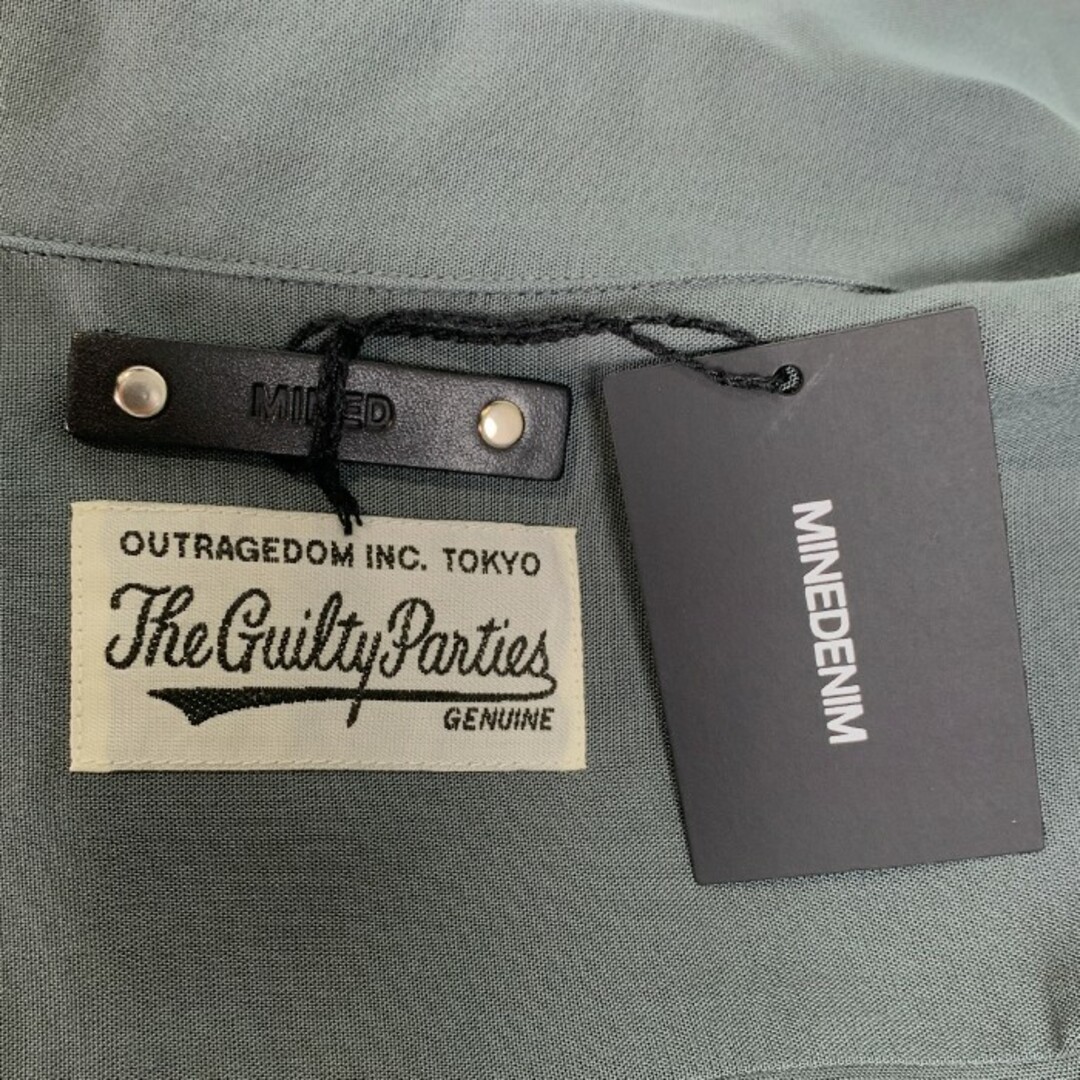 MINED
OUTRAGEDOM INC. TOKYO
The Guilty Parties
GENUINE
MINEDENIM